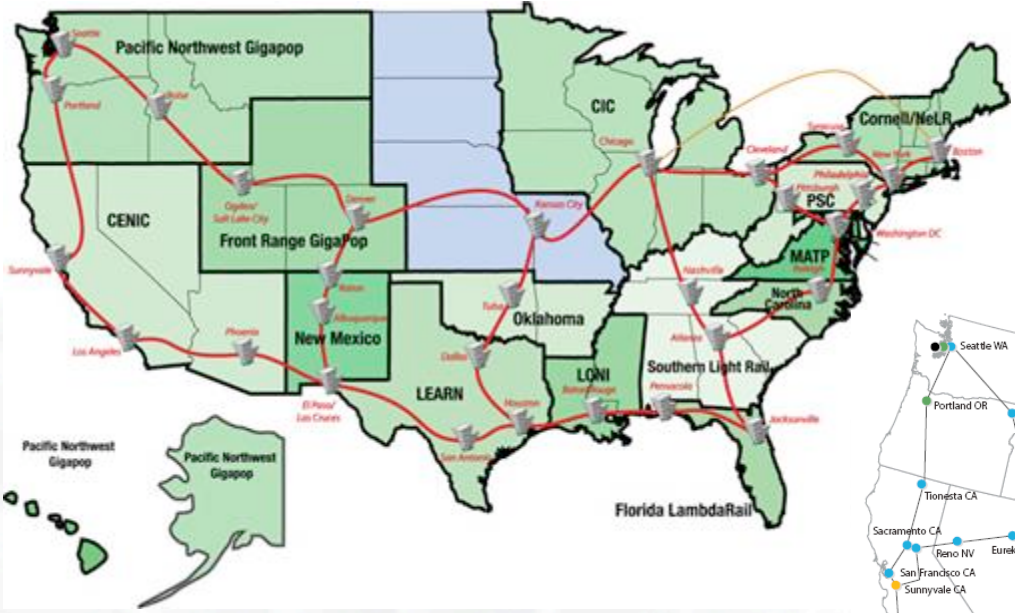 Seattle
Pacific Northwest Gigapop
Portland
Boise
CIC
Cornell/NeLR
Syracuse
Chicago
Cleveland
New York
Boston
Philadelphia
Pittsburgh
PSC
Ogden/
Salt Lake City
Denver
Kansas City
CENIC
Front Range GigaPop
Washington DC
MATP
Raleigh
Sunnyvale
Raton
Nashville
North
Carolina
Tulsa
Albuquerque
Oklahoma
New Mexico
Phoenix
Los Angeles
Atlanta
Dallas
Southern Light Rail
LONI
Baton Rouge
Pensacola
LEARN
Houston
El Paso/
Las Cruces
Jacksonville
San Antonio
Pacific Northwest
Gigapop
Pacific Northwest
Gigapop
Florida LambdaRail
Seattle WA
Portland OR
Tionesta CA
Sacramento CA
Reno NV
Eurek
San Francisco CA
Sunnyvale CA